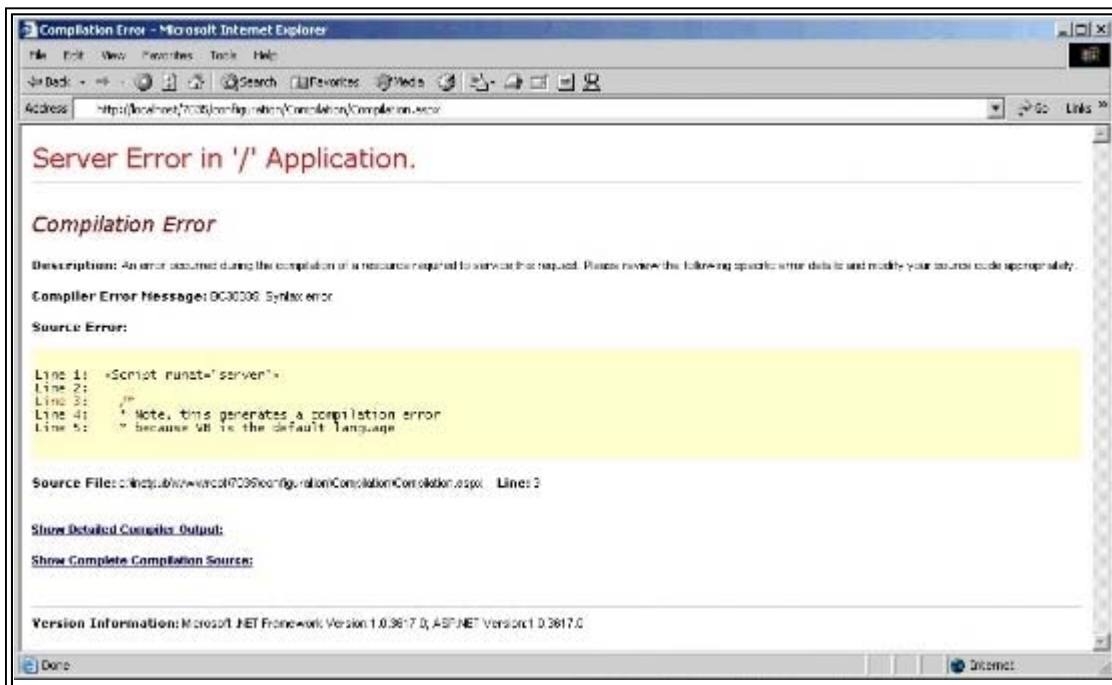 Compilation Error - Microsoft Internet Explorer
File Edit View Favorites Tools Help
Back Search Favorites Media
Address http://localhost/7035/configuration/Compilation/Compilation.aspx Go Links »
Server Error in '/' Application.
Compilation Error
Description: An error occurred during the compilation of a resource required to service this request. Please review the following specific error details and modify your source code appropriately.
Compiler Error Message: Syntax error.
Source Error:
Line 1: <Script runat="server">
Line 2:
Line 3: /*
Line 4: * Note, this generates a compilation error
Line 5: * because VB is the default language
Source File: c:\inetpub\wwwroot\7035\configuration\Compilation\Compilation.aspx Line: 3
Show Detailed Compiler Output:
Show Complete Compilation Source:
Version Information: Microsoft .NET Framework Version:1.0.3617.0; ASP.NET Version:1.0.3617.0
Done Internet